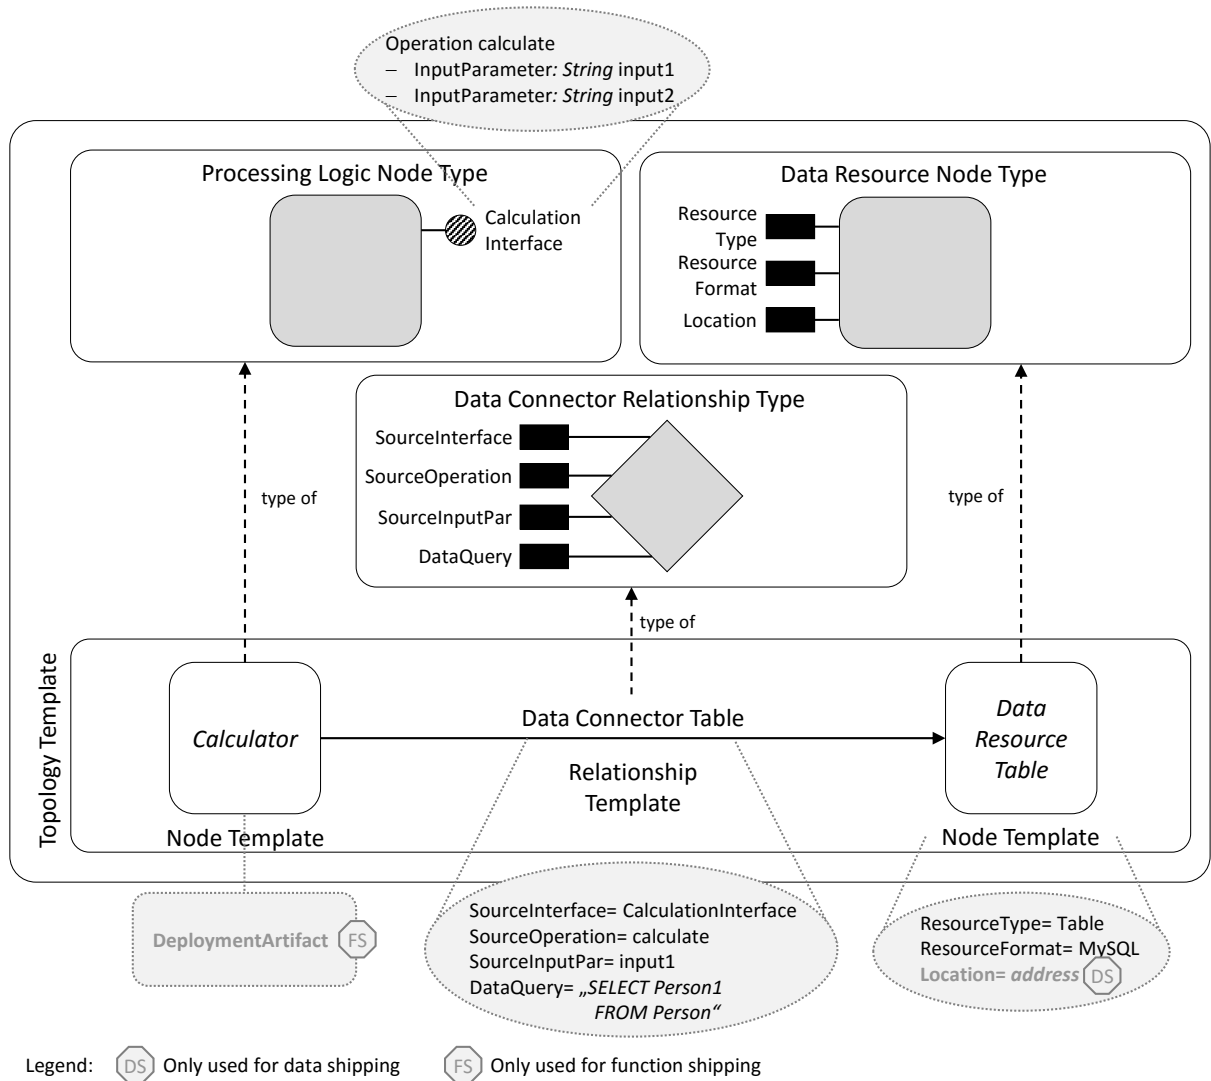 Operation calculate
– InputParameter: String input1
– InputParameter: String input2
Processing Logic Node Type
Calculation
Interface
Data Resource Node Type
Resource
Type
Resource
Format
Location
Data Connector Relationship Type
SourceInterface
SourceOperation
SourceInputPar
DataQuery
type of
type of
type of
Topology Template
Calculator
Node Template
Data Connector Table
Relationship
Template
Data
Resource
Table
Node Template
DeploymentArtifact FS
SourceInterface= CalculationInterface
SourceOperation= calculate
SourceInputPar= input1
DataQuery= „SELECT Person1
FROM Person“
ResourceType= Table
ResourceFormat= MySQL
Location= address DS
Legend: DS Only used for data shipping FS Only used for function shipping